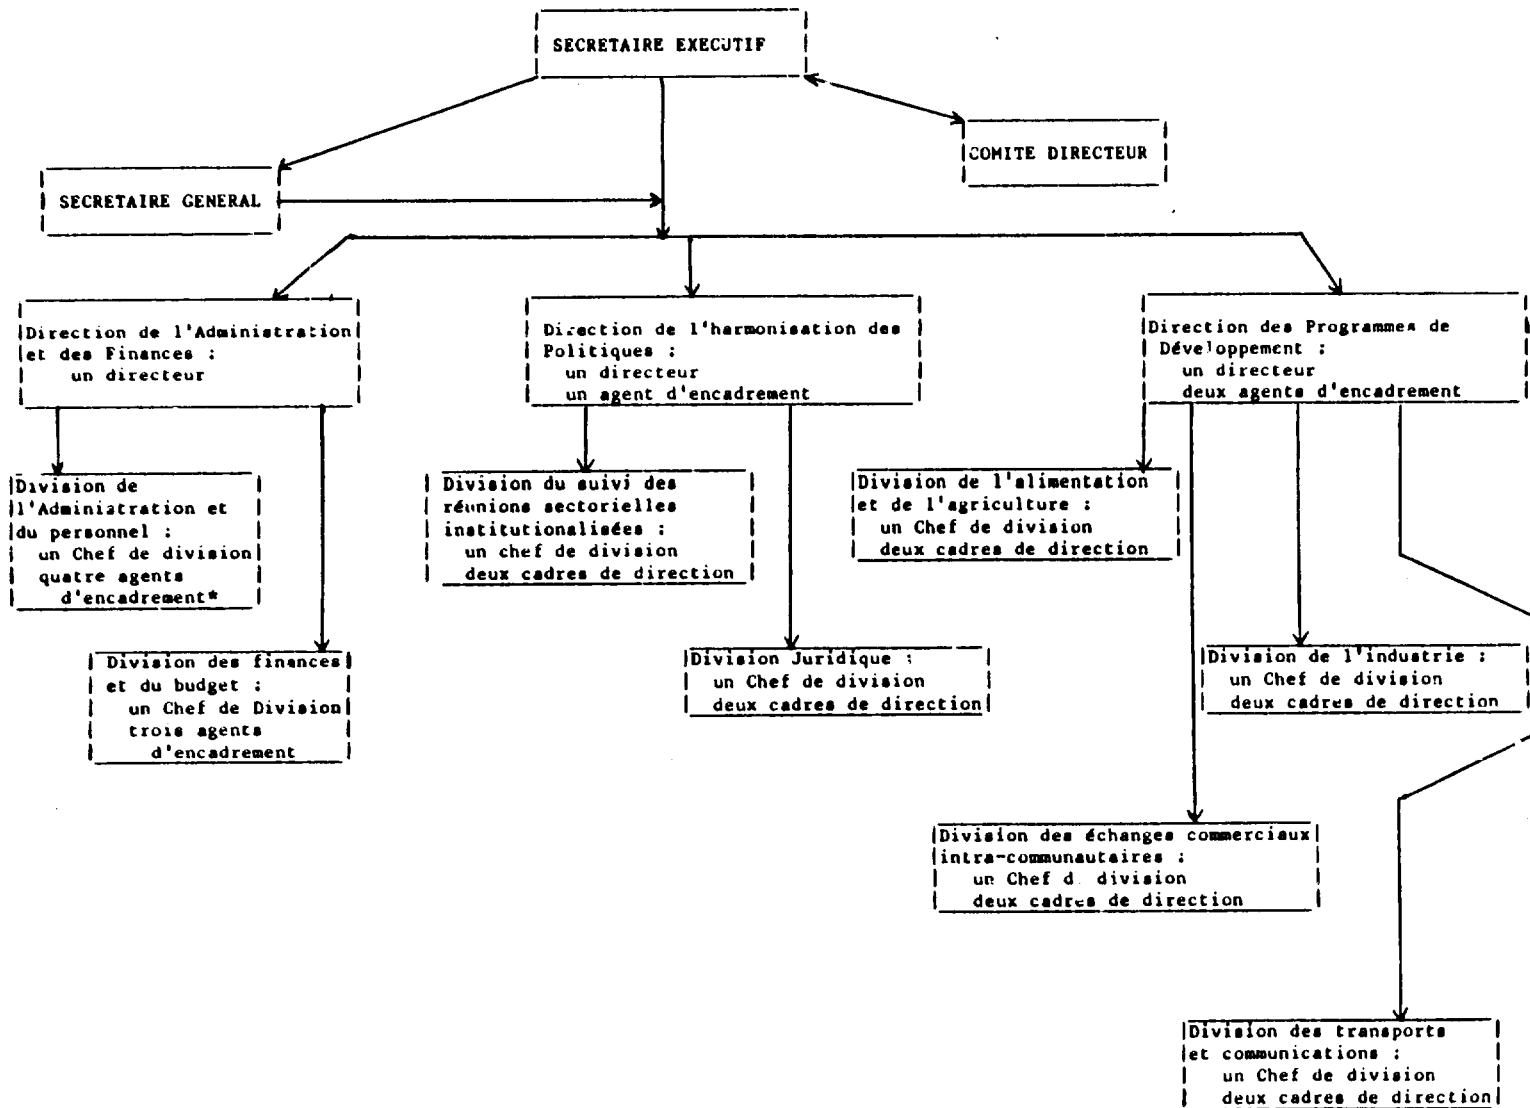 SECRETAIRE EXECUTIF
COMITE DIRECTEUR
SECRETAIRE GENERAL
Direction de l'Administration
et des Finances :
un directeur
Direction de l'harmonisation des
Politiques :
un directeur
un agent d'encadrement
Direction des Programmes de
Développement :
un directeur
deux agents d'encadrement
Division de
l'Administration et
du personnel :
un Chef de division
quatre agents
d'encadrement*
Division du suivi des
réunions sectorielles
institutionalisées :
un chef de division
deux cadres de direction
Division de l'alimentation
et de l'agriculture :
un Chef de division
deux cadres de direction
Division des finances
et du budget :
un Chef de Division
trois agents
d'encadrement
Division Juridique :
un Chef de division
deux cadres de direction
Division de l'industrie :
un Chef de division
deux cadres de direction
Division des échanges commerciaux
intra-communautaires :
un Chef d. division
deux cadres de direction
Division des transports
et communications :
un Chef de division
deux cadres de direction